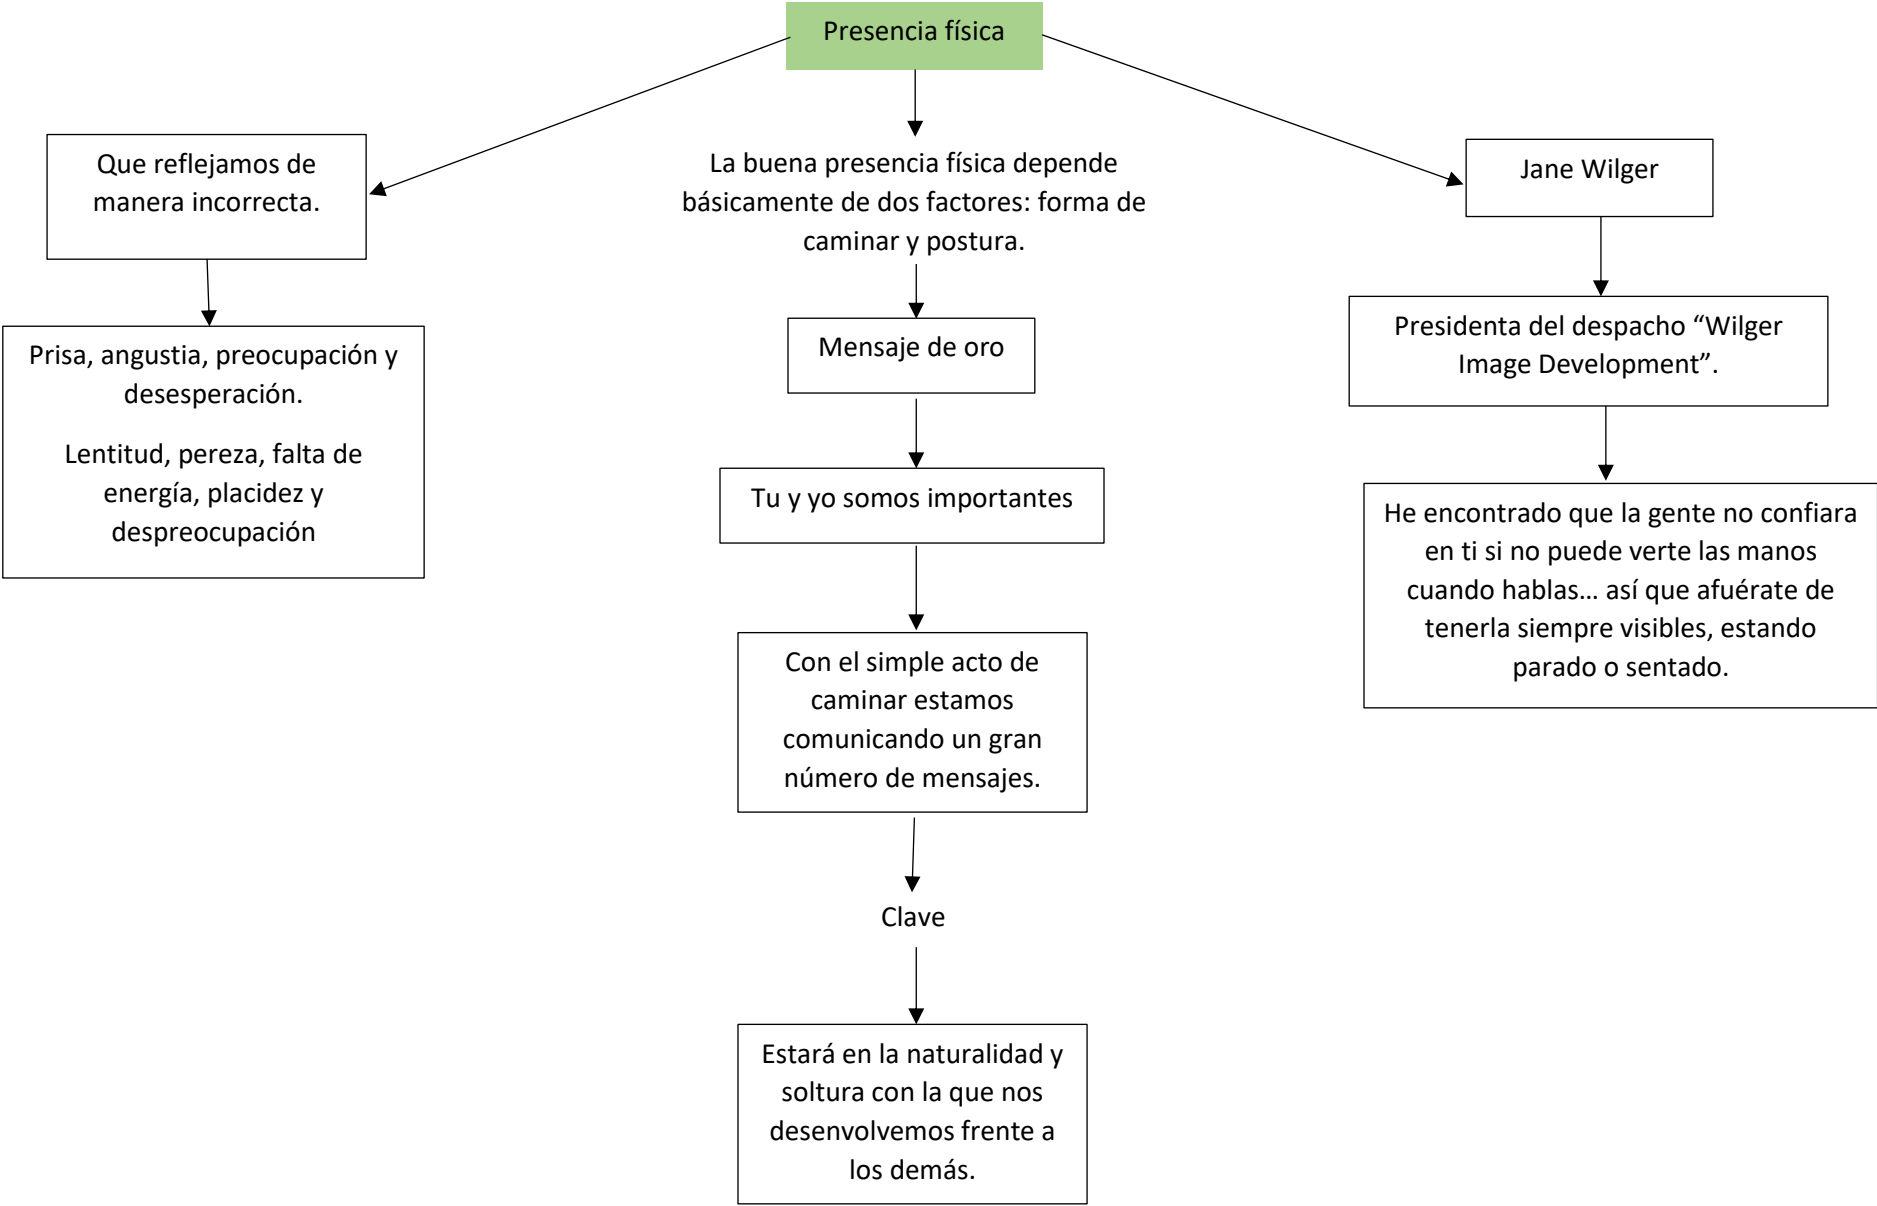 Presencia física
Que reflejamos de
manera incorrecta.
Prisa, angustia, preocupación y
desesperación.
Lentitud, pereza, falta de
energía, placidez y
despreocupación
La buena presencia física depende
básicamente de dos factores: forma de
caminar y postura.
Mensaje de oro
Tu y yo somos importantes
Con el simple acto de
caminar estamos
comunicando un gran
número de mensajes.
Clave
Estará en la naturalidad y
soltura con la que nos
desenvolvemos frente a
los demás.
Jane Wilger
Presidenta del despacho “Wilger
Image Development”.
He encontrado que la gente no confiara
en ti si no puede verte las manos
cuando hablas… así que afuérate de
tenerla siempre visibles, estando
parado o sentado.